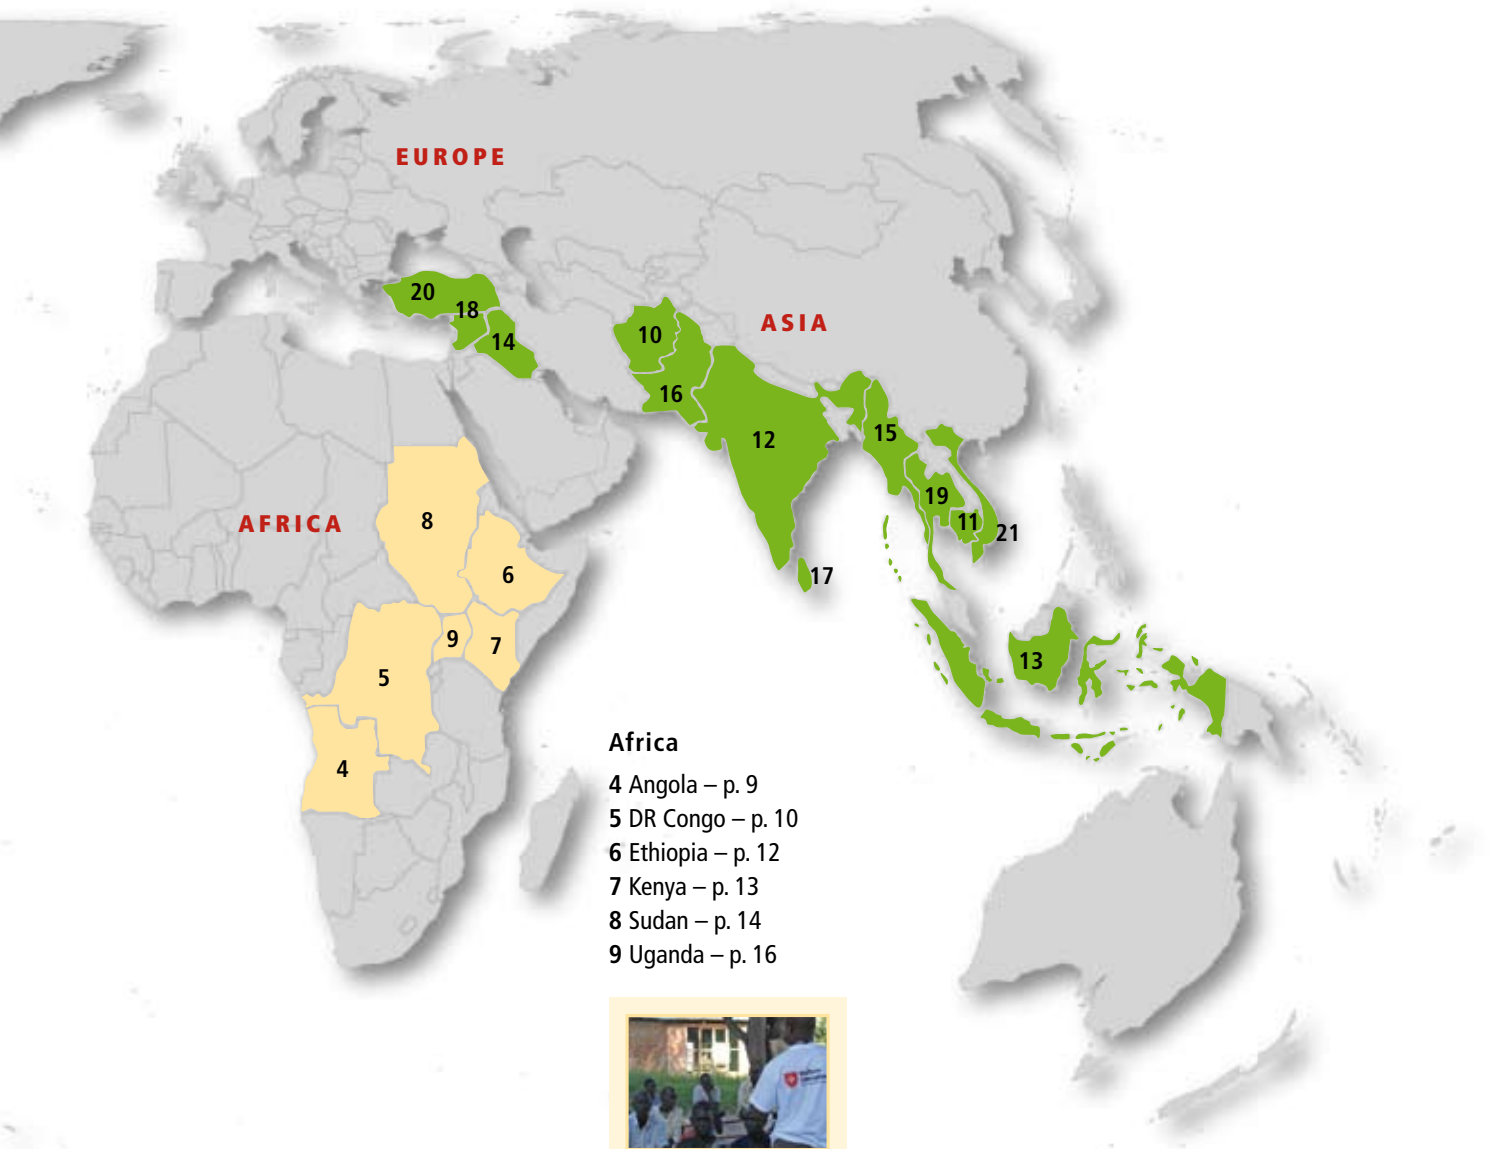 EUROPE
ASIA
AFRICA
20
18
14
10
16
12
15
19
11
21
17
13
8
6
9
7
5
4
Africa
4 Angola – p. 9
5 DR Congo – p. 10
6 Ethiopia – p. 12
7 Kenya – p. 13
8 Sudan – p. 14
9 Uganda – p. 16